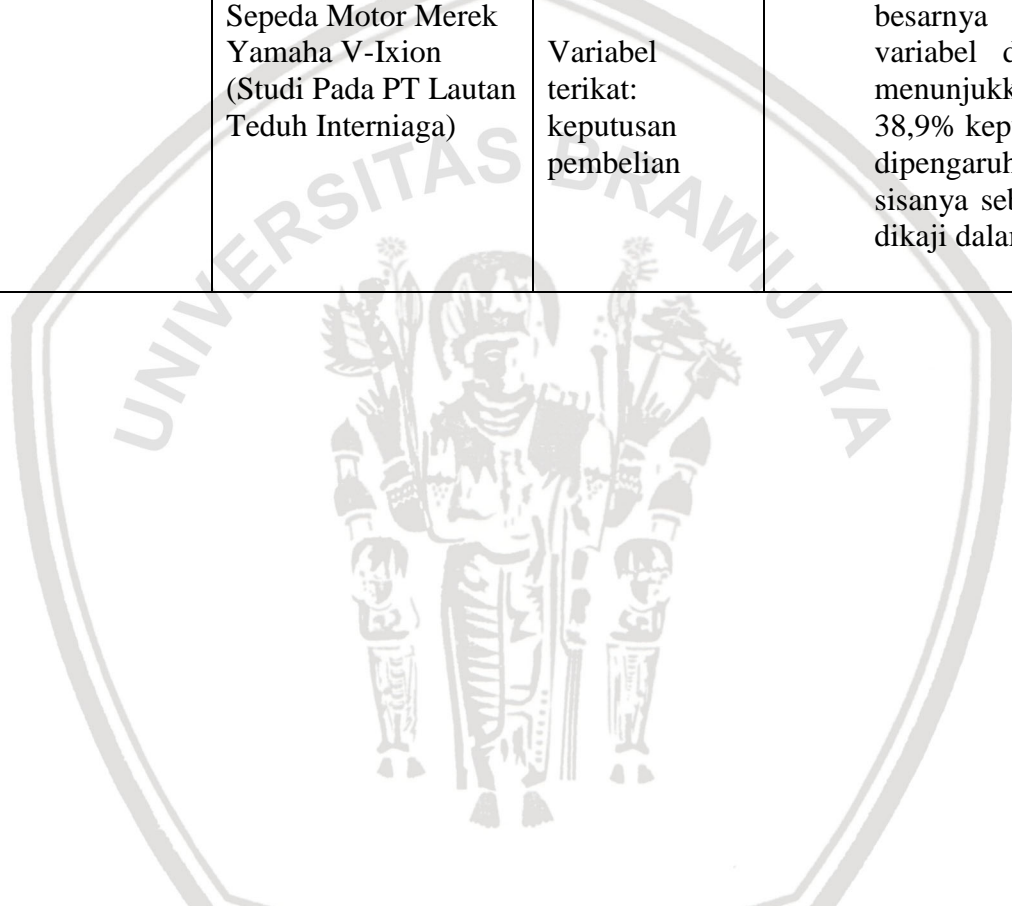 Sepeda Motor Merek
Yamaha V-Ixion
(Studi Pada PT Lautan
Teduh Interniaga)
Variabel
terikat:
keputusan
pembelian
besarnya
variabel
menunjukk
38,9% kep
dipengaruh
sisanya seb
dikaji dalam
UNIVERSITAS BRAWIJAYA